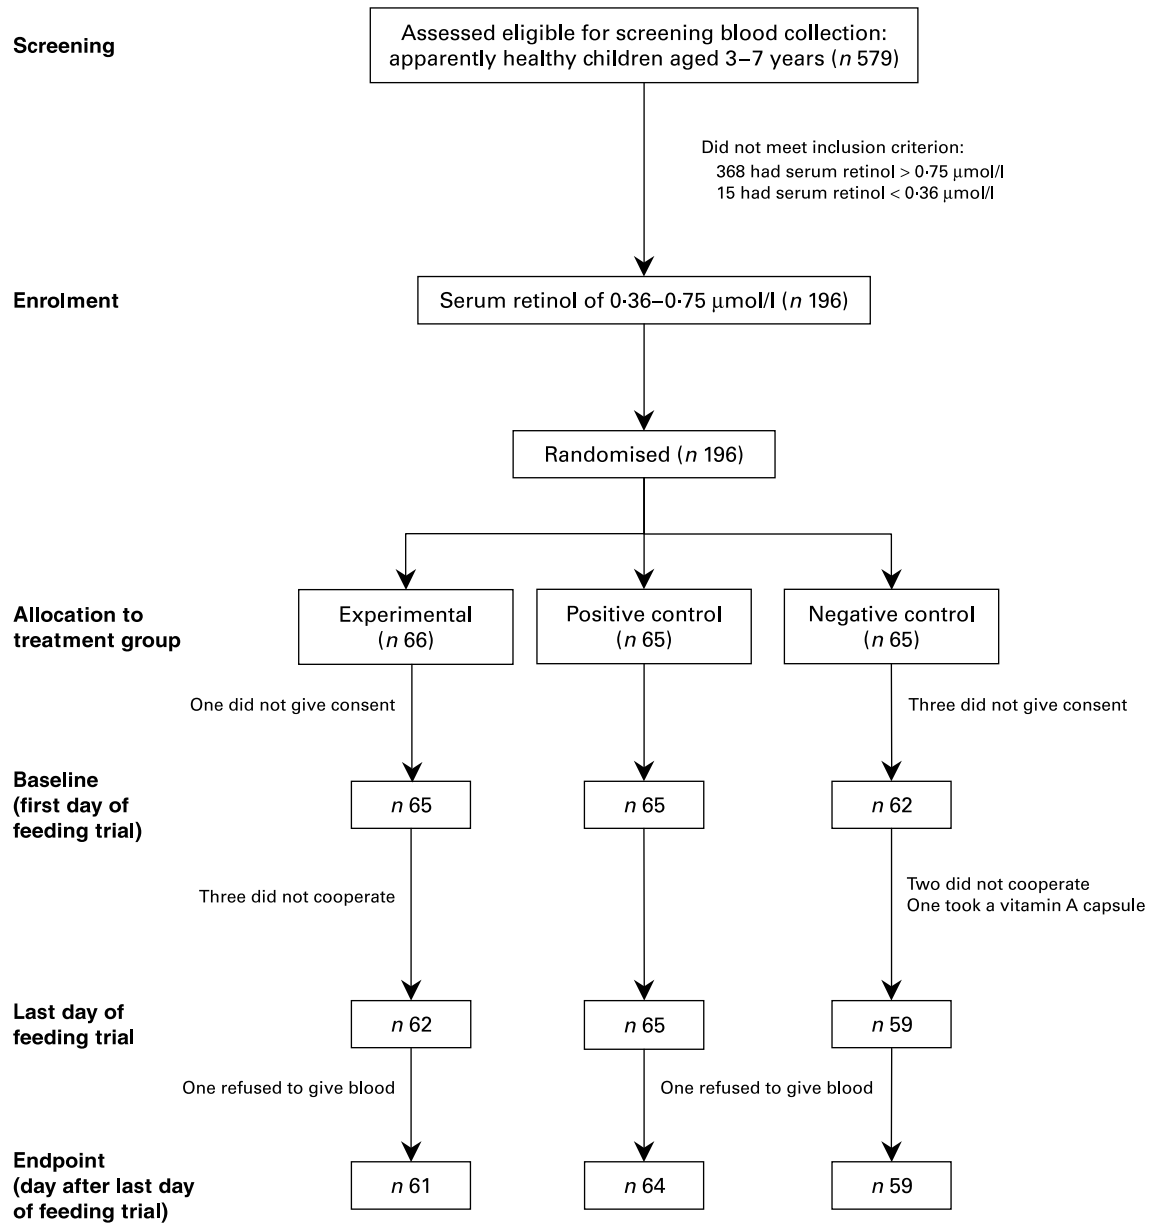 Screening
Assessed eligible for screening blood collection:
apparently healthy children aged 3–7 years (n 579)
Did not meet inclusion criterion:
368 had serum retinol > 0·75 μmol/l
15 had serum retinol < 0·36 μmol/l
Enrolment
Serum retinol of 0·36–0·75 μmol/l (n 196)
Randomised (n 196)
Allocation to
treatment group
Experimental
(n 66)
Positive control
(n 65)
Negative control
(n 65)
One did not give consent
Three did not give consent
Baseline
(first day of
feeding trial)
n 65
n 65
n 62
Three did not cooperate
Two did not cooperate
One took a vitamin A capsule
Last day of
feeding trial
n 62
n 65
n 59
One refused to give blood
One refused to give blood
Endpoint
(day after last day
of feeding trial)
n 61
n 64
n 59